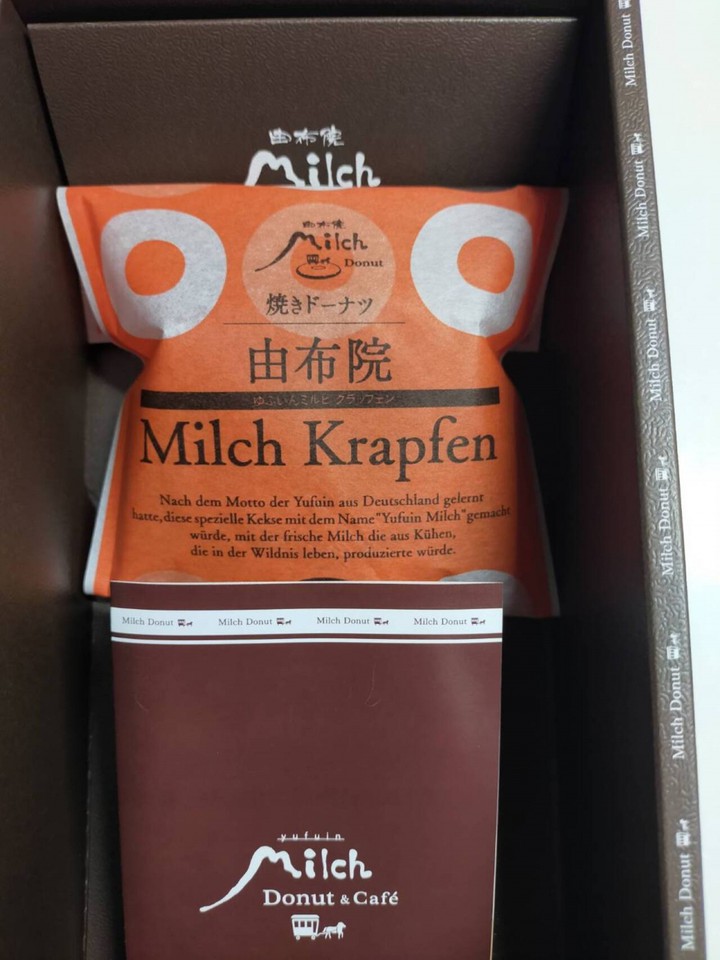 由布院
Milch
由布院
Milch
Donut
焼きドーナツ
由布院
ゆふいんミルヒ クラップェン
Milch Krapfen
Nach dem Motto der Yufuin aus Deutschland gelernt
hatte,diese spezielle Kekse mit dem Name"Yufuin Milch"gemacht
würde, mit der frische Milch die aus Kühen,
die in der Wildnis leben, produzierte würde.
Milch Donut Milch Donut Milch Donut Milch Donut
yufuin
Milch
Donut & Café
Milch Donut
Milch Donut
Milch Donut
Milch Donut
Milch Donut
Milch Donut